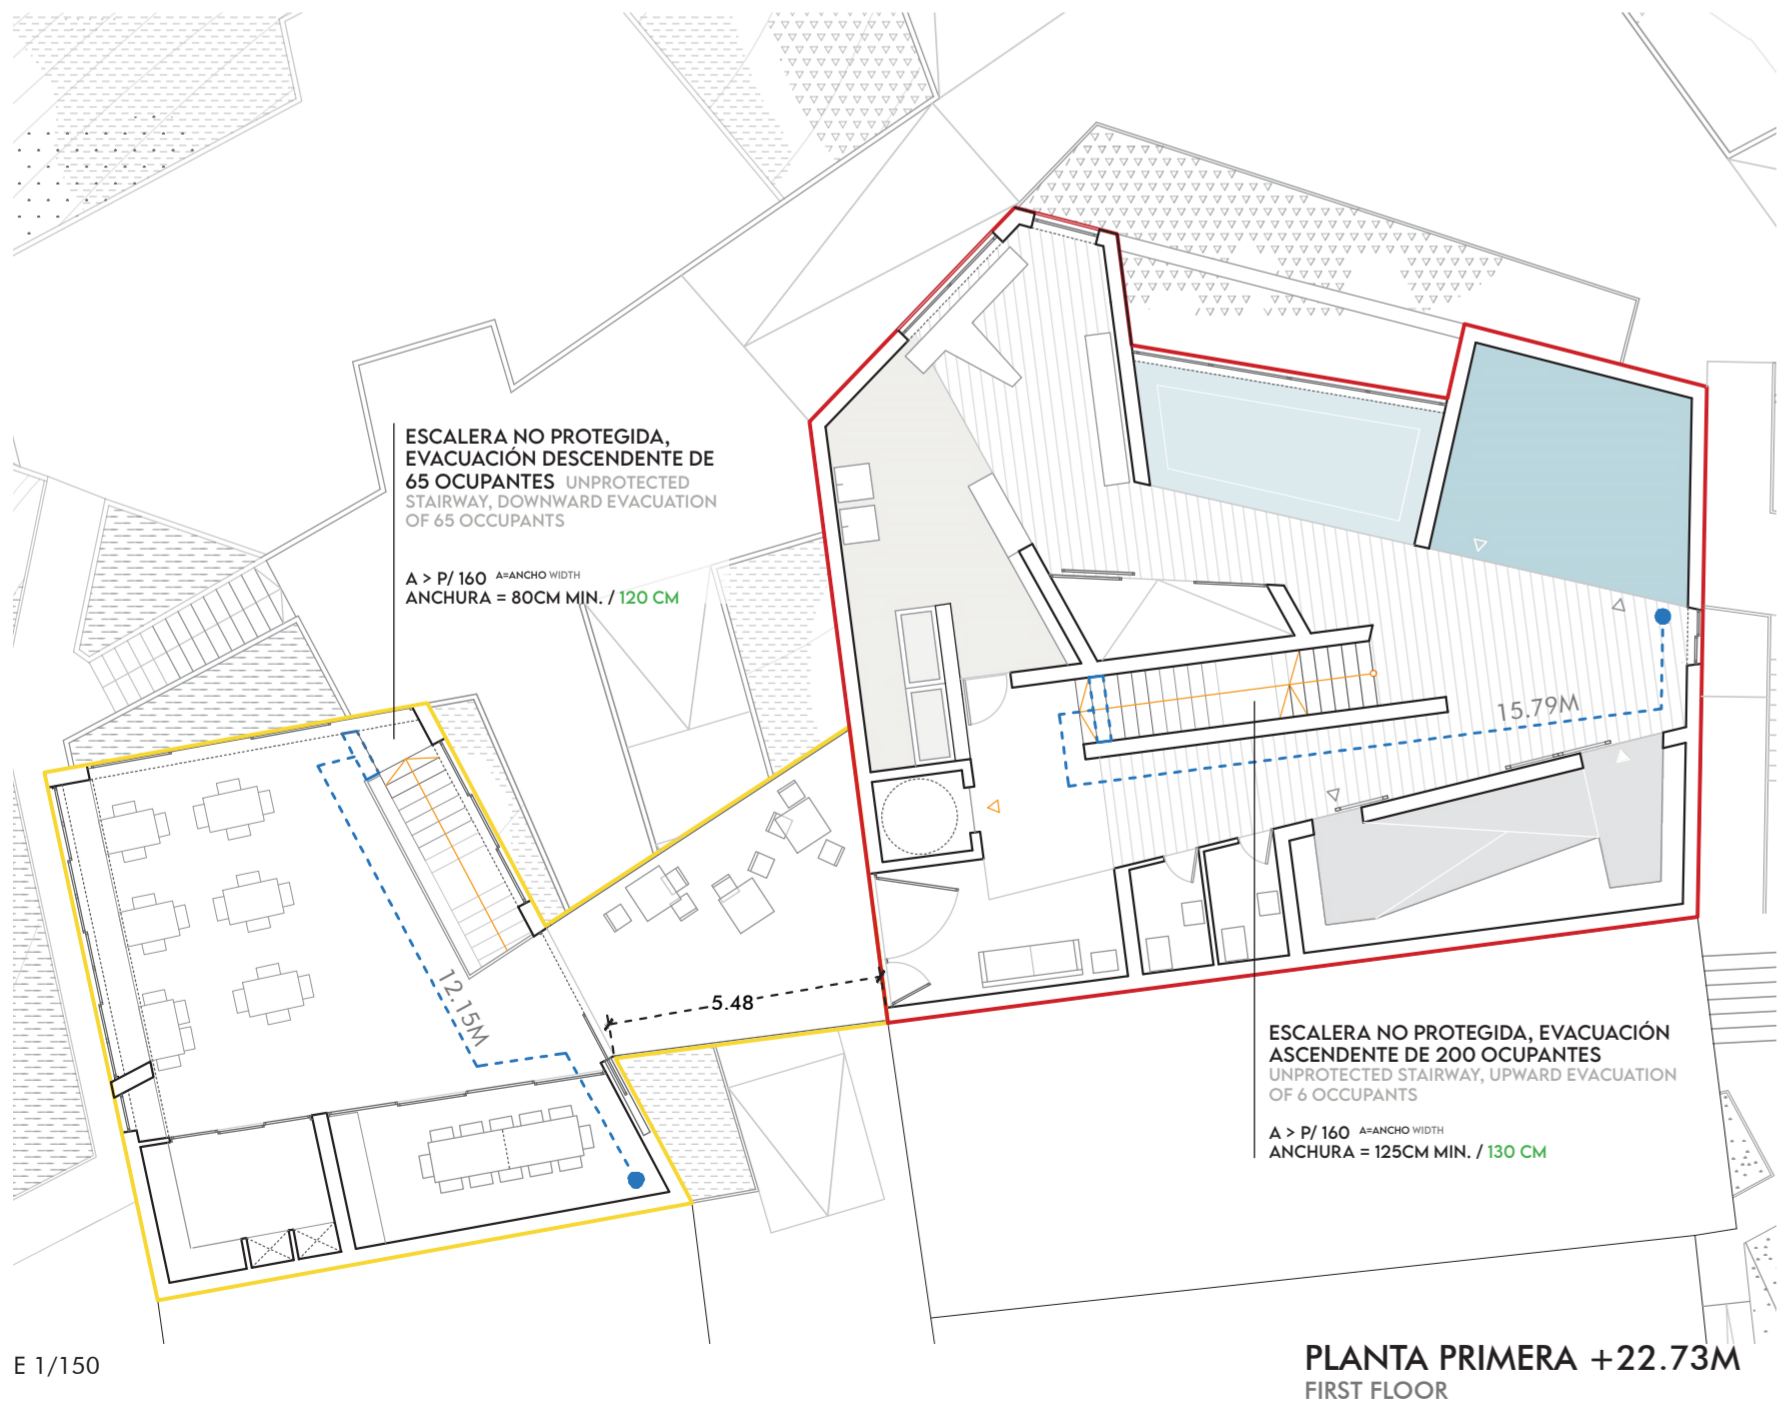 ESCALERA NO PROTEGIDA,
EVACUACIÓN DESCENDENTE DE
65 OCUPANTES UNPROTECTED
STAIRWAY, DOWNWARD EVACUATION
OF 65 OCCUPANTS
A > P/ 160 A=ANCHO WIDTH
ANCHURA = 80CM MIN. / 120 CM
15.79M
12.15M
5.48
ESCALERA NO PROTEGIDA, EVACUACIÓN
ASCENDENTE DE 200 OCUPANTES
UNPROTECTED STAIRWAY, UPWARD EVACUATION
OF 6 OCCUPANTS
A > P/ 160 A=ANCHO WIDTH
ANCHURA = 125CM MIN. / 130 CM
E 1/150
PLANTA PRIMERA +22.73M
FIRST FLOOR